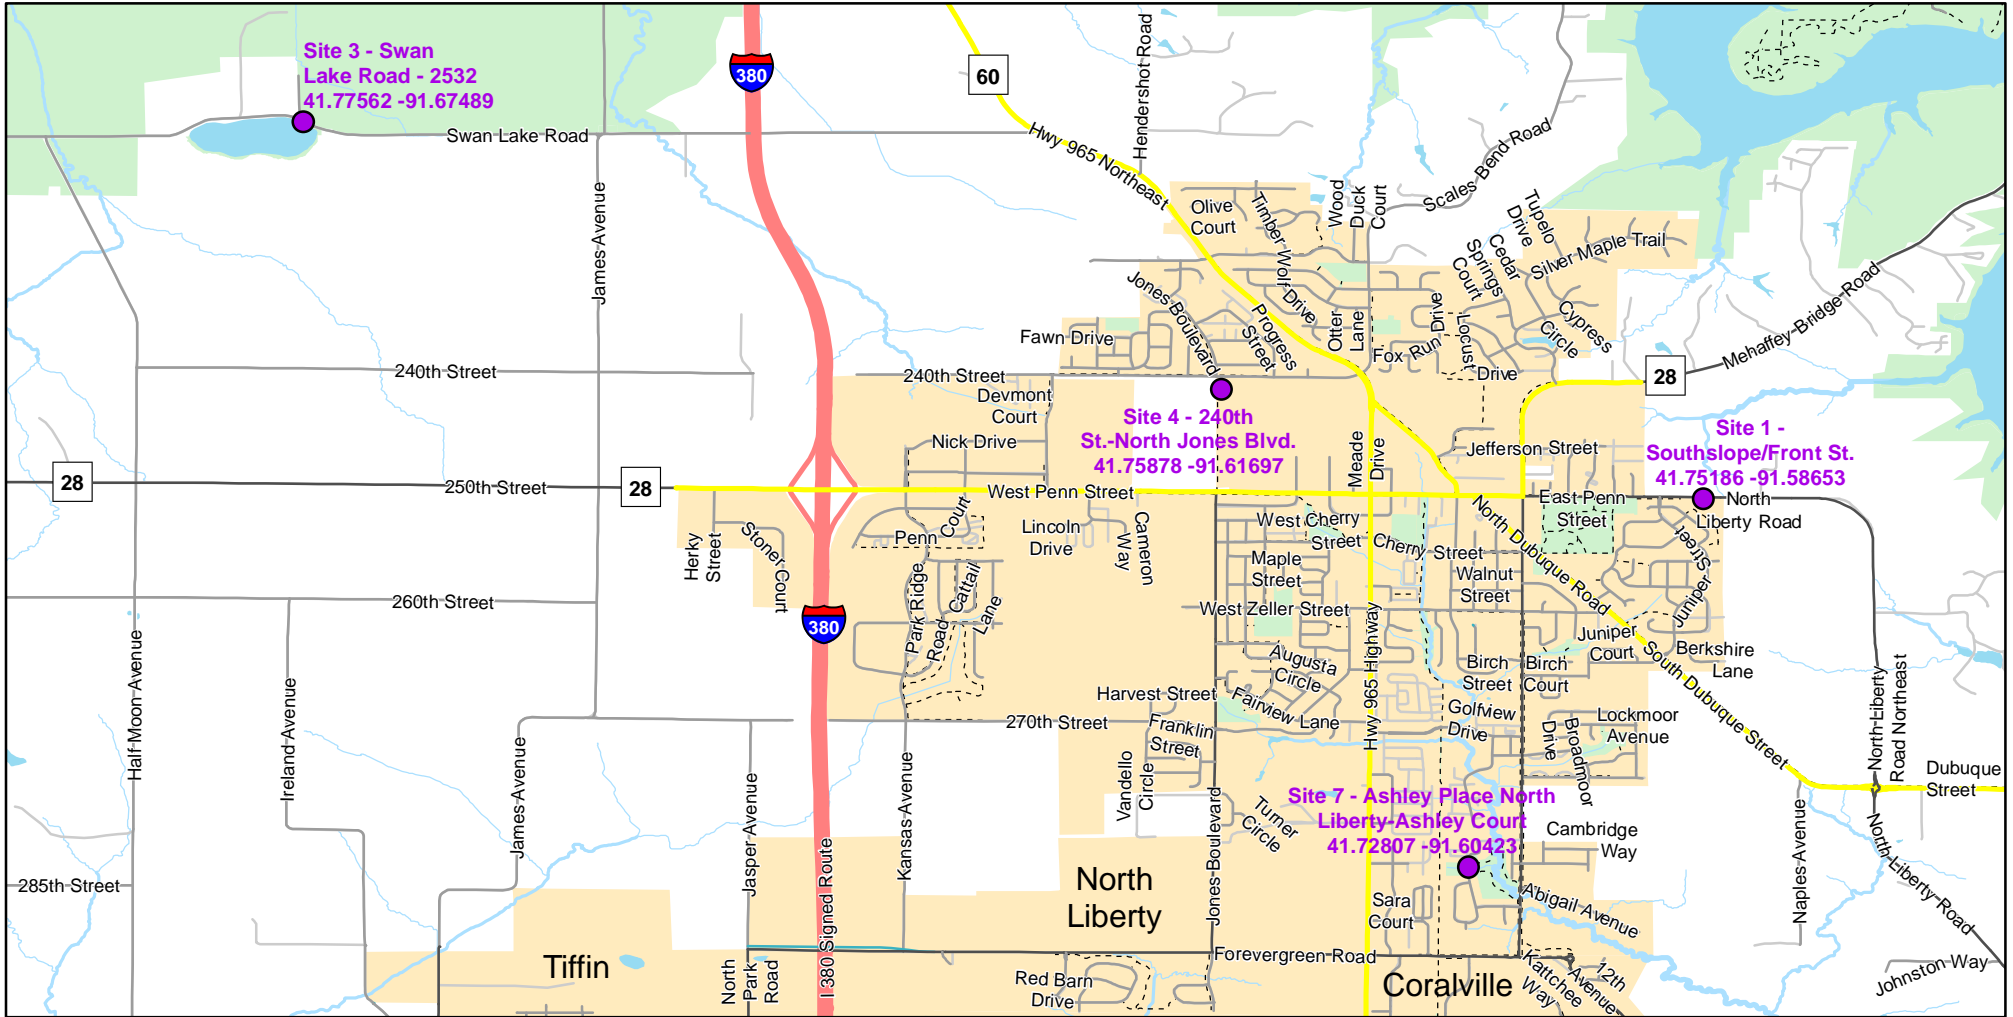 Site 3 - Swan
Lake Road - 2532
41.77562 -91.67489
380
60
Hendershot Road
Swan Lake Road
Hwy 965 Northeast
Scales Bend Road
Wood
Duck
Court
Olive
Court
Timber Wolf Drive
Tupelo
Drive
Cedar
Springs
Court
Silver Maple Trail
James Avenue
Jones Boulevard
Progress
Street
Otter
Lane
Fox Run
Drive
Locust
Drive
Cypress
Circle
Mehaffey Bridge Road
Fawn Drive
240th Street
240th Street
28
Devmont
Court
Site 4 - 240th
St.-North Jones Blvd.
41.75878 -91.61697
Nick Drive
Meade
Drive
Jefferson Street
Site 1 -
Southslope/Front St.
41.75186 -91.58653
28
250th Street
28
West Penn Street
East Penn
Street
North
Liberty Road
Herky
Street
Stoner Court
Penn
Court
Lincoln
Drive
Cameron
Way
West Cherry
Street
Cherry Street
North Dubuque Road
Juniper
Street
Maple
Street
Walnut
Street
260th Street
380
Park Ridge
Road
Cattail
Lane
West Zeller Street
Half Moon Avenue
Ireland Avenue
Augusta
Circle
Hwy 965 Highway
Birch
Street
Birch
Court
Juniper
Court
Berkshire
Lane
South Dubuque Street
North Liberty
Road Northeast
Harvest Street
Fairview Lane
270th Street
Franklin
Street
Golfview
Drive
Broadmoor
Drive
Lockmoor
Avenue
James Avenue
Jasper Avenue
Kansas Avenue
Vandello
Circle
Jones Boulevard
Turner
Circle
Site 7 - Ashley Place North
Liberty-Ashley Court
41.72807 -91.60423
Dubuque
Street
Cambridge
Way
Naples Avenue
North Liberty Road
285th Street
North
Liberty
Sara
Court
Abigail Avenue
I 380 Signed Route
Forevergreen Road
Tiffin
North
Park
Road
Red Barn
Drive
Coralville
Kattchee
Way
12th
Avenue
Johnston Way